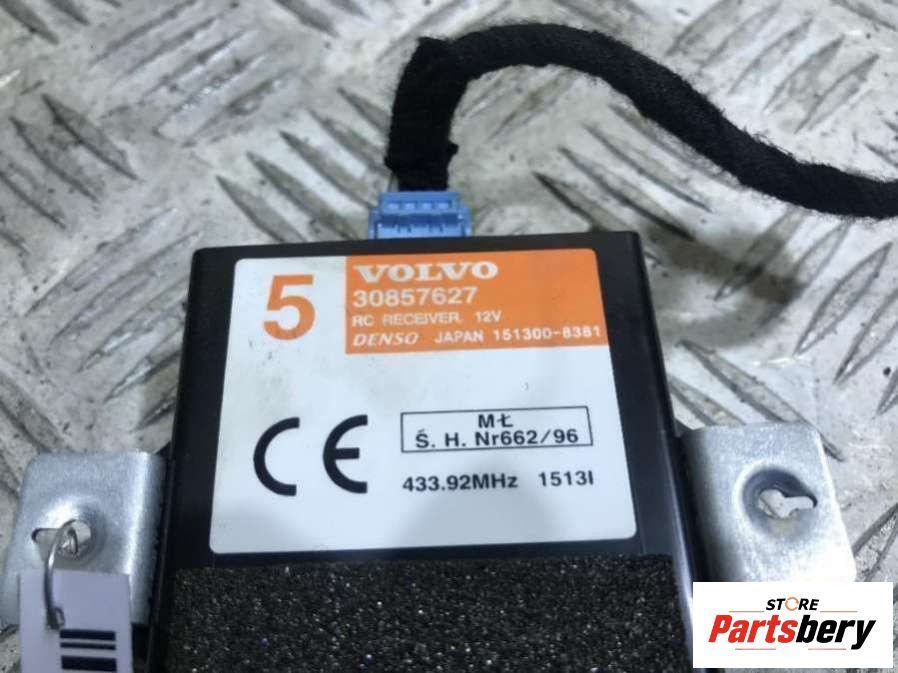 5
VOLVO
30857627
RC RECEIVER. 12V
DENSO JAPAN 151300-8381
CE
MŁ
Ś. H. Nr662/96
433.92MHz 1513I
STORE
Partsbery